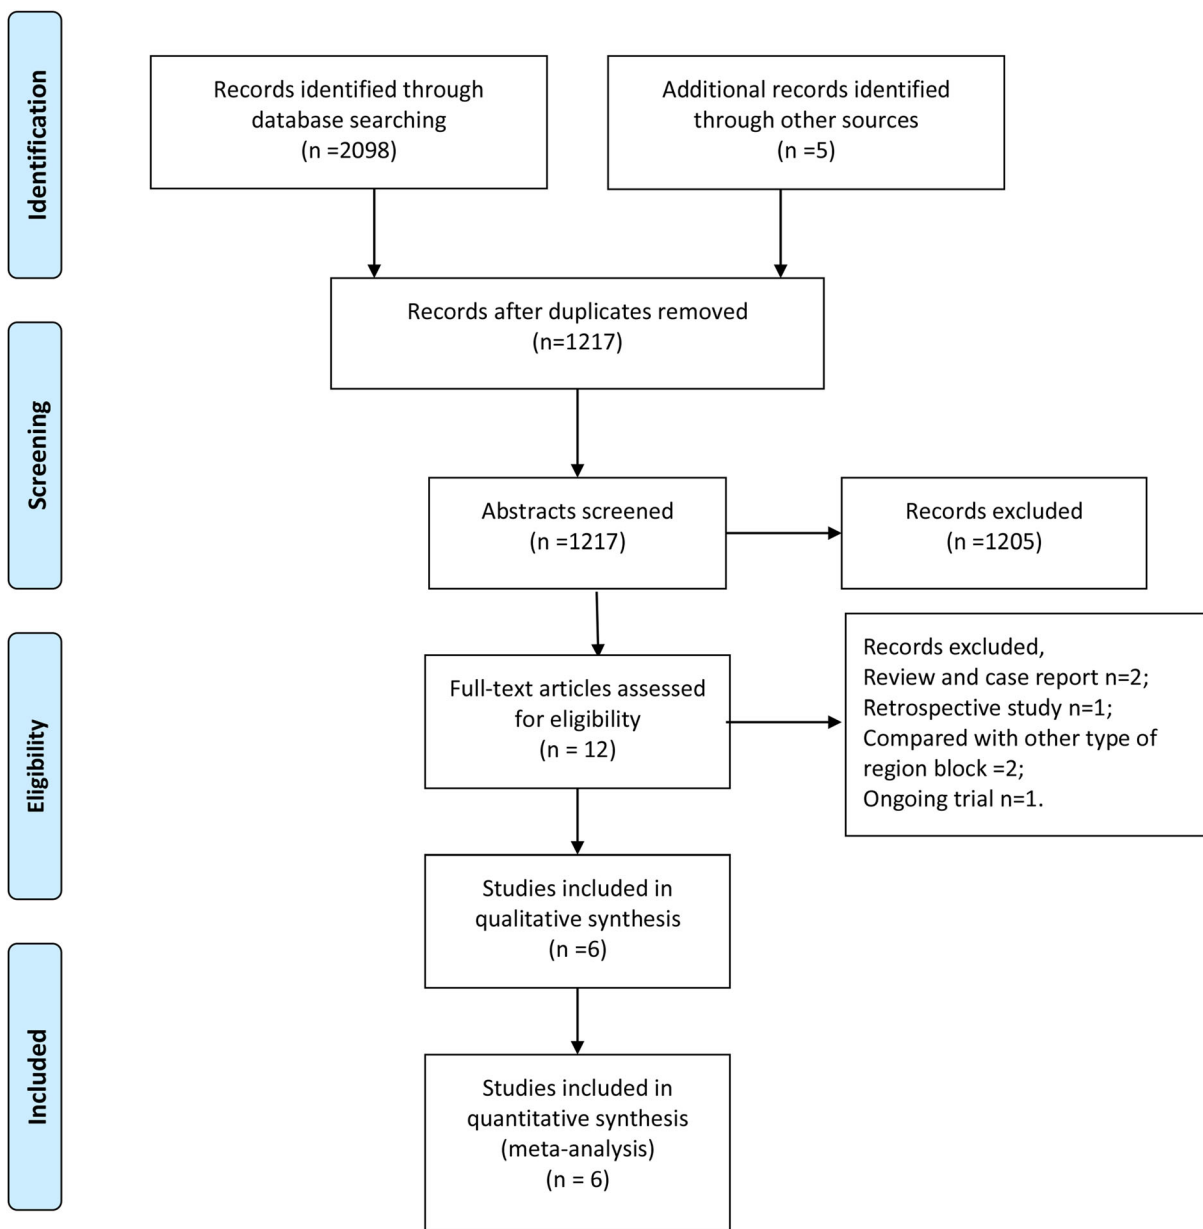 Identification
Records identified through
database searching
(n =2098)
Additional records identified
through other sources
(n =5)
Records after duplicates removed
(n=1217)
Screening
Abstracts screened
(n =1217)
Records excluded
(n =1205)
Eligibility
Full-text articles assessed
for eligibility
(n = 12)
Records excluded,
Review and case report n=2;
Retrospective study n=1;
Compared with other type of
region block =2;
Ongoing trial n=1.
Studies included in
qualitative synthesis
(n =6)
Included
Studies included in
quantitative synthesis
(meta-analysis)
(n = 6)